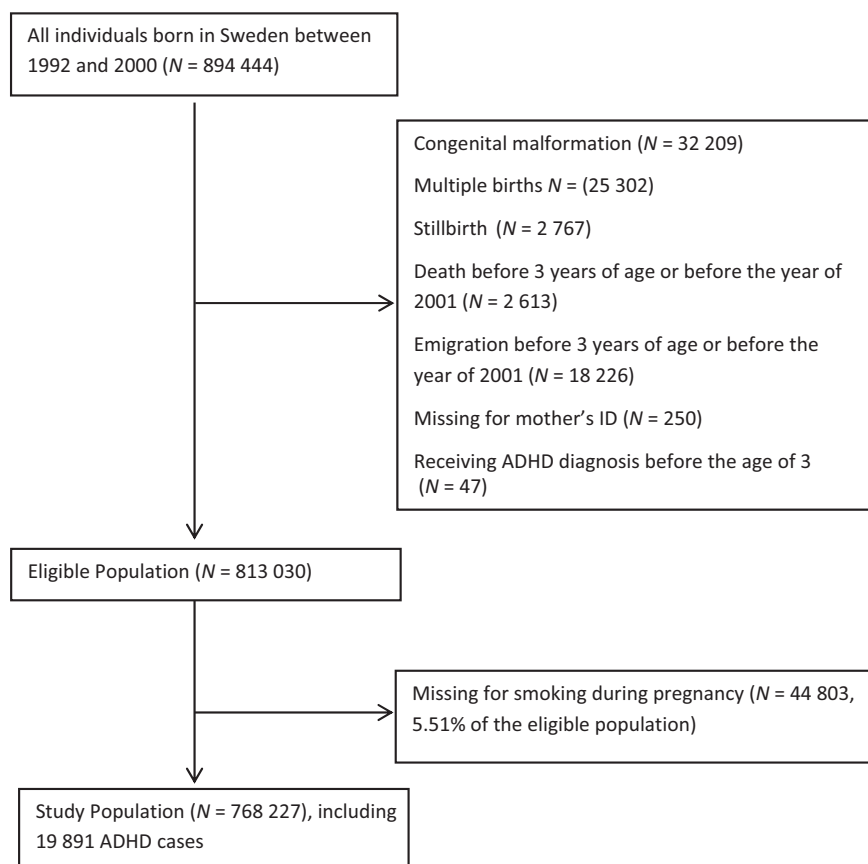 All individuals born in Sweden between
1992 and 2000 (N = 894 444)
Congenital malformation (N = 32 209)
Multiple births N = (25 302)
Stillbirth (N = 2 767)
Death before 3 years of age or before the year of
2001 (N = 2 613)
Emigration before 3 years of age or before the
year of 2001 (N = 18 226)
Missing for mother’s ID (N = 250)
Receiving ADHD diagnosis before the age of 3
(N = 47)
Eligible Population (N = 813 030)
Missing for smoking during pregnancy (N = 44 803,
5.51% of the eligible population)
Study Population (N = 768 227), including
19 891 ADHD cases